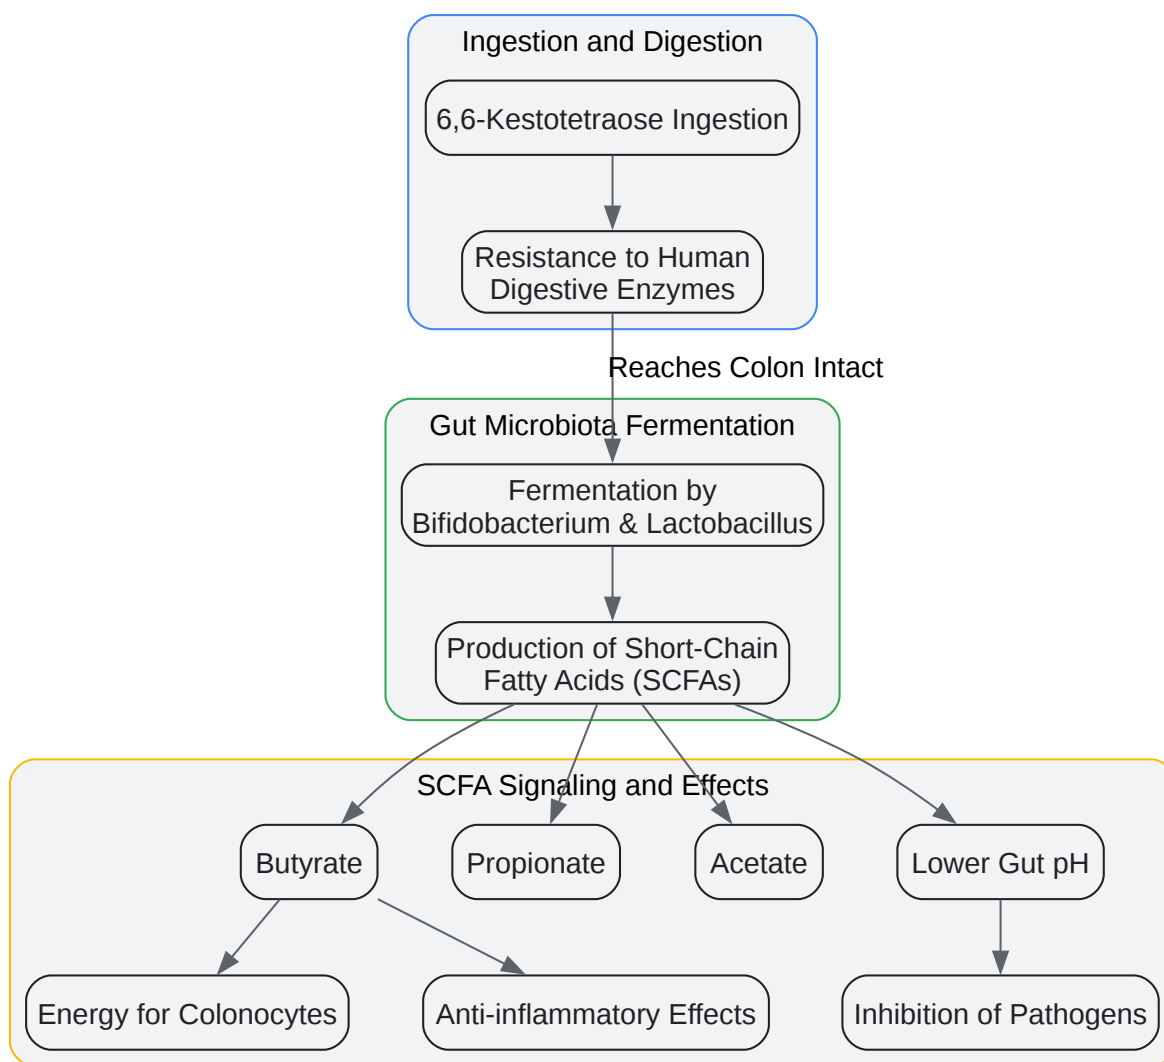 Ingestion and Digestion
6,6-Kestotetraose Ingestion
Resistance to Human
Digestive Enzymes
Reaches Colon Intact
Gut Microbiota Fermentation
Fermentation by
Bifidobacterium & Lactobacillus
Production of Short-Chain
Fatty Acids (SCFAs)
SCFA Signaling and Effects
Butyrate
Propionate
Acetate
Lower Gut pH
Energy for Colonocytes
Anti-inflammatory Effects
Inhibition of Pathogens